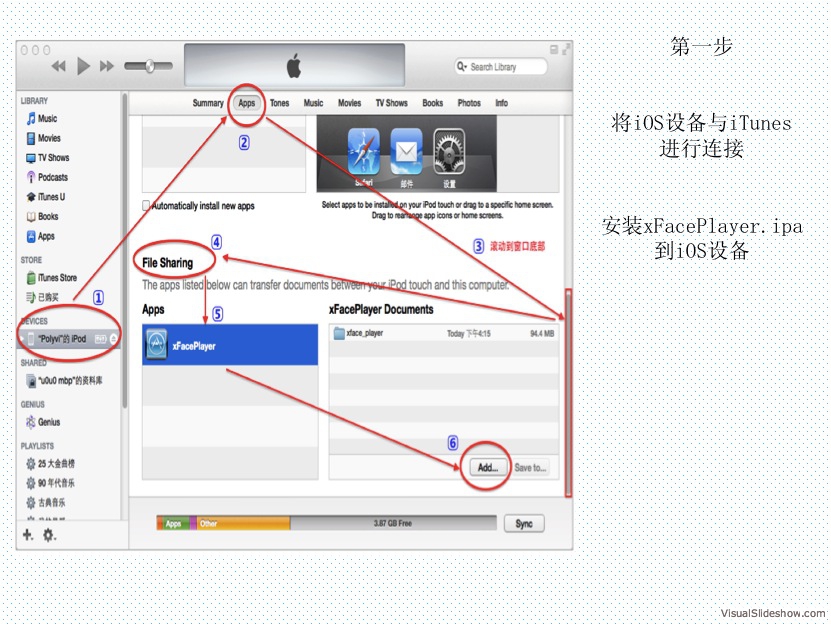 第一步
将iOS设备与iTunes
进行连接
安装xFacePlayer.ipa
到iOS设备
Search Library
Summary Apps Tones Music Movies TV Shows Books Photos Info
LIBRARY
Music
Movies
TV Shows
Podcasts
iTunes U
Books
Apps
STORE
iTunes Store
已购买
DEVICES
"Polyvi"的 iPod
SHARED
"u0u0 mbp"的资料库
GENIUS
Genius
PLAYLISTS
25 大金曲榜
90 年代音乐
古典音乐
①
②
Safari 邮件 设置
Automatically install new apps
Select apps to be installed on your iPod touch or drag to a specific home screen.
Drag to rearrange app icons or home screens.
③ 滚动到窗口底部
④
File Sharing
The apps listed below can transfer documents between your iPod touch and this computer.
⑤
Apps
xFacePlayer
xFacePlayer Documents
xface_player Today 下午4:15 94.4 MB
⑥
Add... Save to...
Apps Other 3.87 GB Free Sync
VisualSlideshow.com